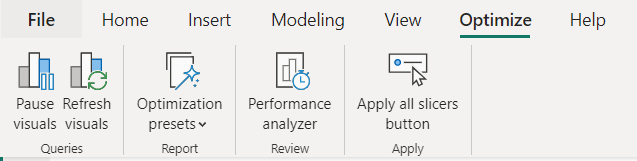 File Home Insert Modeling View Optimize Help
Pause visuals Refresh visuals Optimization presets Performance analyzer Apply all slicers button
Queries Report Review Apply